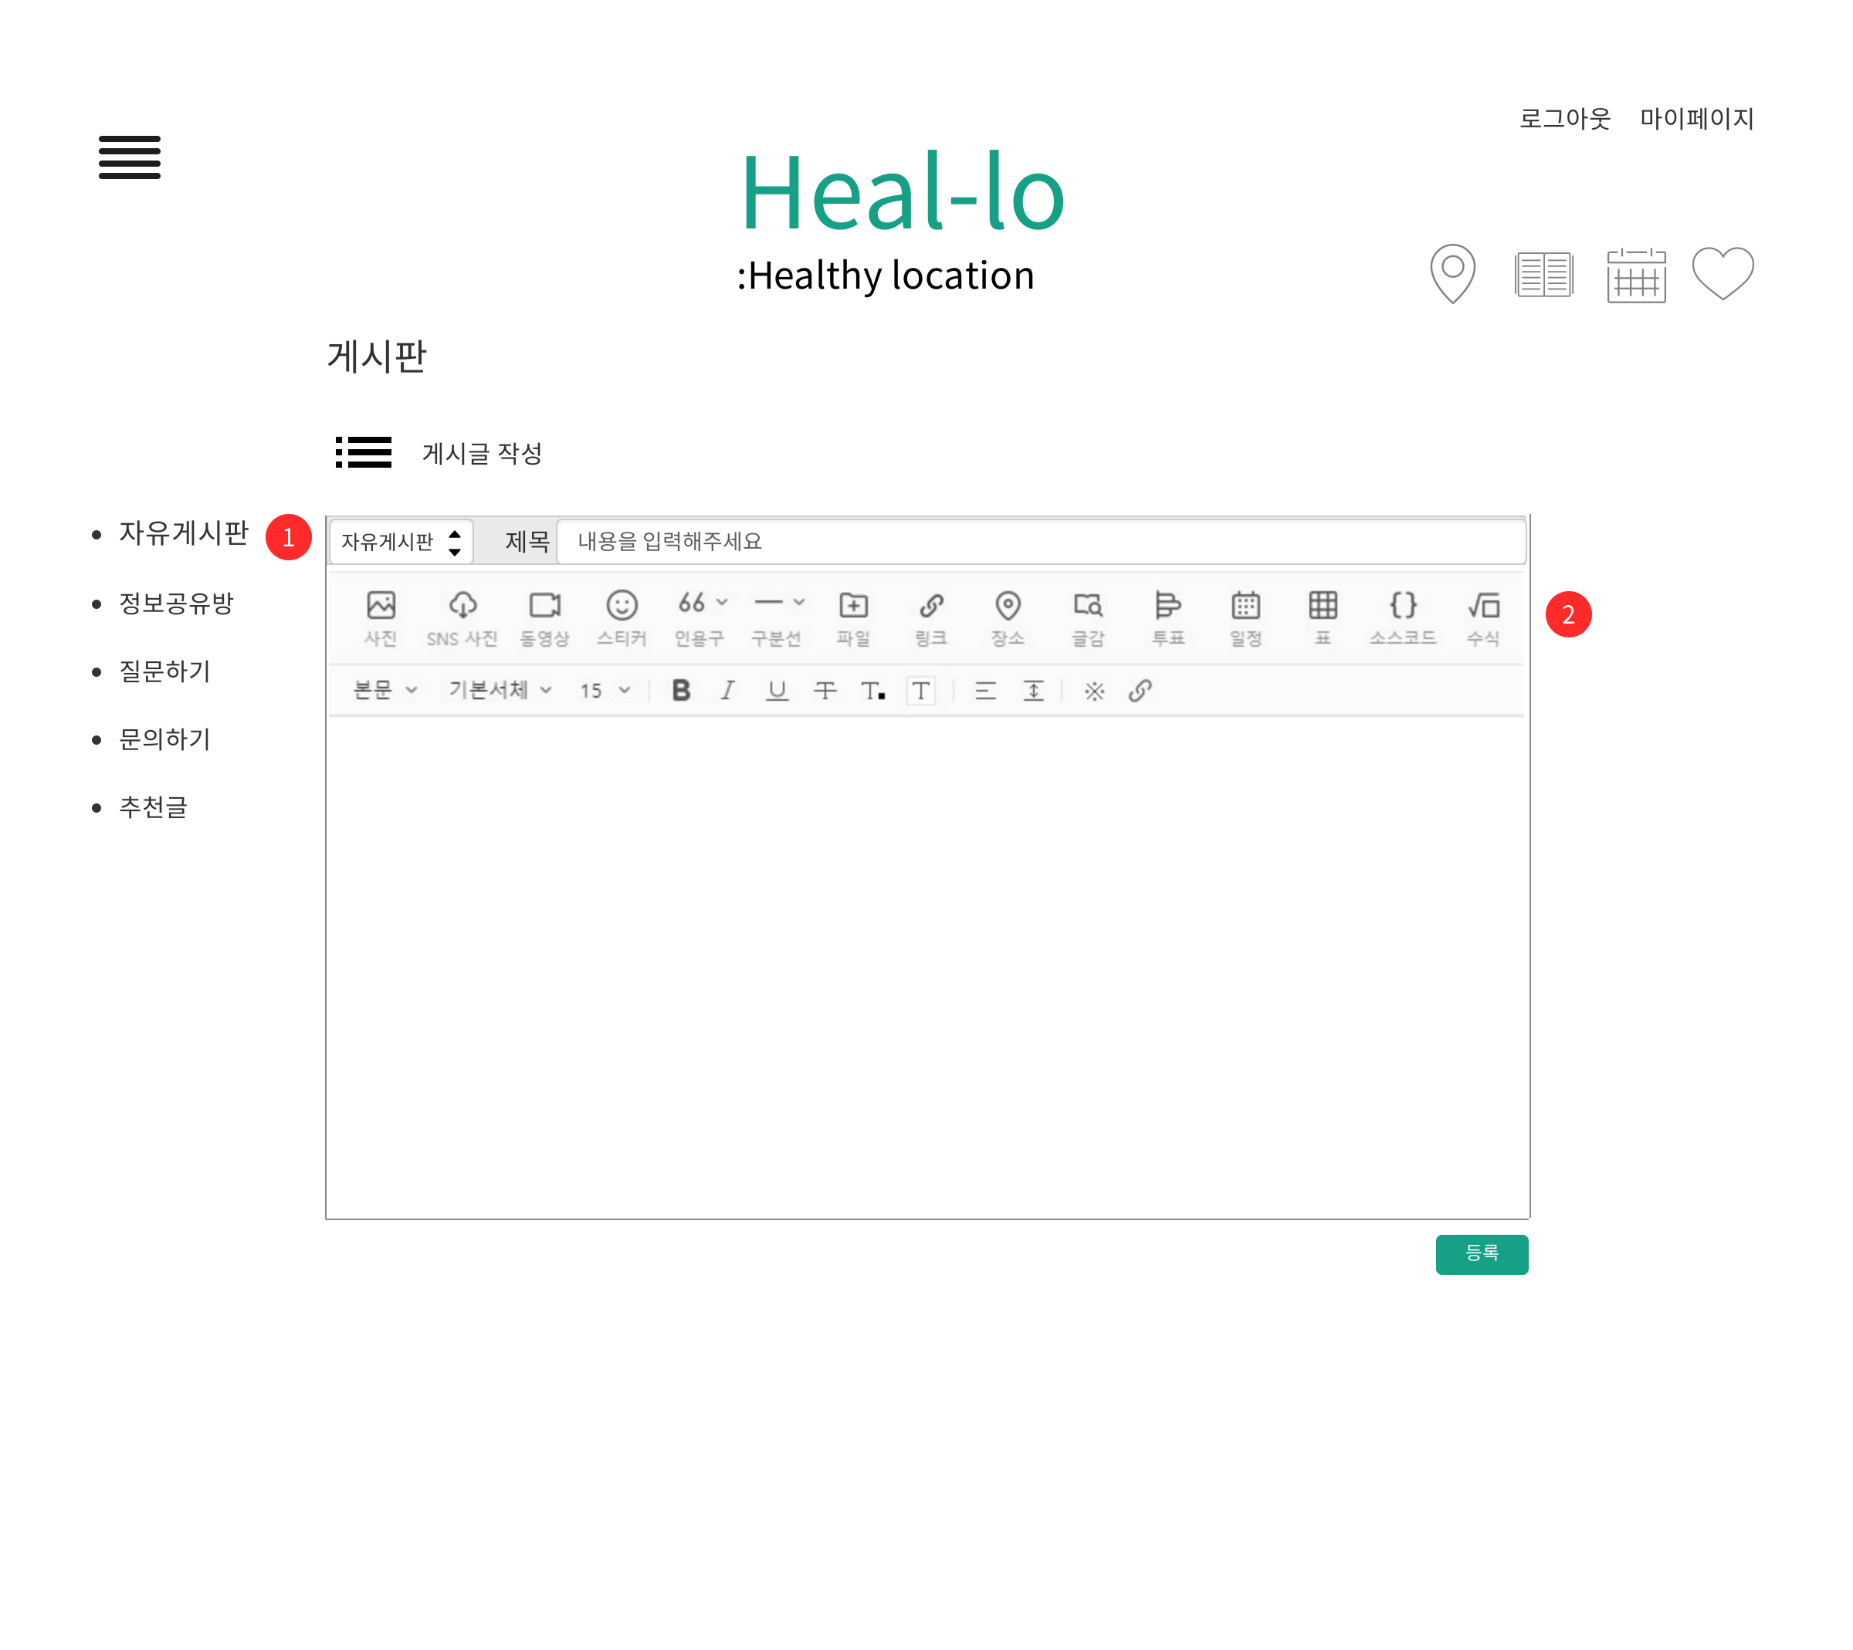 로그아웃 마이페이지
Heal-lo
:Healthy location
게시판
게시글 작성
자유게시판
정보공유방
질문하기
문의하기
추천글
1
자유게시판 제목 내용을 입력해주세요
사진 SNS 사진 동영상 스티커 인용구 구분선 파일 링크 장소 글감 투표 일정 표 소스코드 수식
2
본문 기본서체 15 B I U T T. T
등록